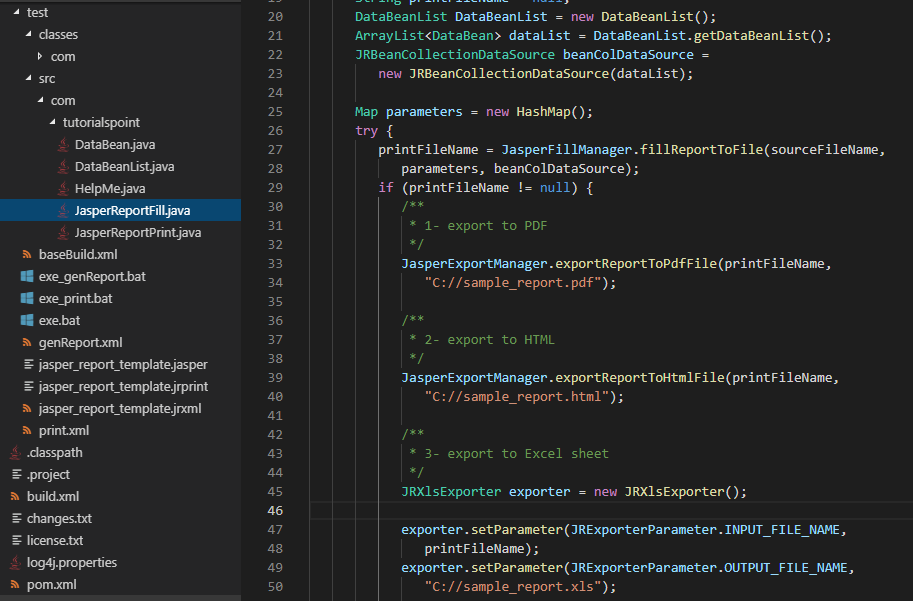 test
classes
com
src
com
tutorialspoint
DataBean.java
DataBeanList.java
HelpMe.java
JasperReportFill.java
JasperReportPrint.java
baseBuild.xml
exe_genReport.bat
exe_print.bat
exe.bat
genReport.xml
jasper_report_template.jasper
jasper_report_template.jrprint
jasper_report_template.jrxml
print.xml
.classpath
.project
build.xml
changes.txt
license.txt
log4j.properties
pom.xml
19 String printFileName = null;
20 DataBeanList DataBeanList = new DataBeanList();
21 ArrayList<DataBean> dataList = DataBeanList.getDataBeanList();
22 JRBeanCollectionDataSource beanColDataSource =
23 new JRBeanCollectionDataSource(dataList);
24
25 Map parameters = new HashMap();
26 try {
27 printFileName = JasperFillManager.fillReportToFile(sourceFileName,
28 parameters, beanColDataSource);
29 if (printFileName != null) {
30 /**
31 * 1- export to PDF
32 */
33 JasperExportManager.exportReportToPdfFile(printFileName,
34 "C://sample_report.pdf");
35
36 /**
37 * 2- export to HTML
38 */
39 JasperExportManager.exportReportToHtmlFile(printFileName,
40 "C://sample_report.html");
41
42 /**
43 * 3- export to Excel sheet
44 */
45 JRXlsExporter exporter = new JRXlsExporter();
46
47 exporter.setParameter(JRExporterParameter.INPUT_FILE_NAME,
48 printFileName);
49 exporter.setParameter(JRExporterParameter.OUTPUT_FILE_NAME,
50 "C://sample_report.xls");